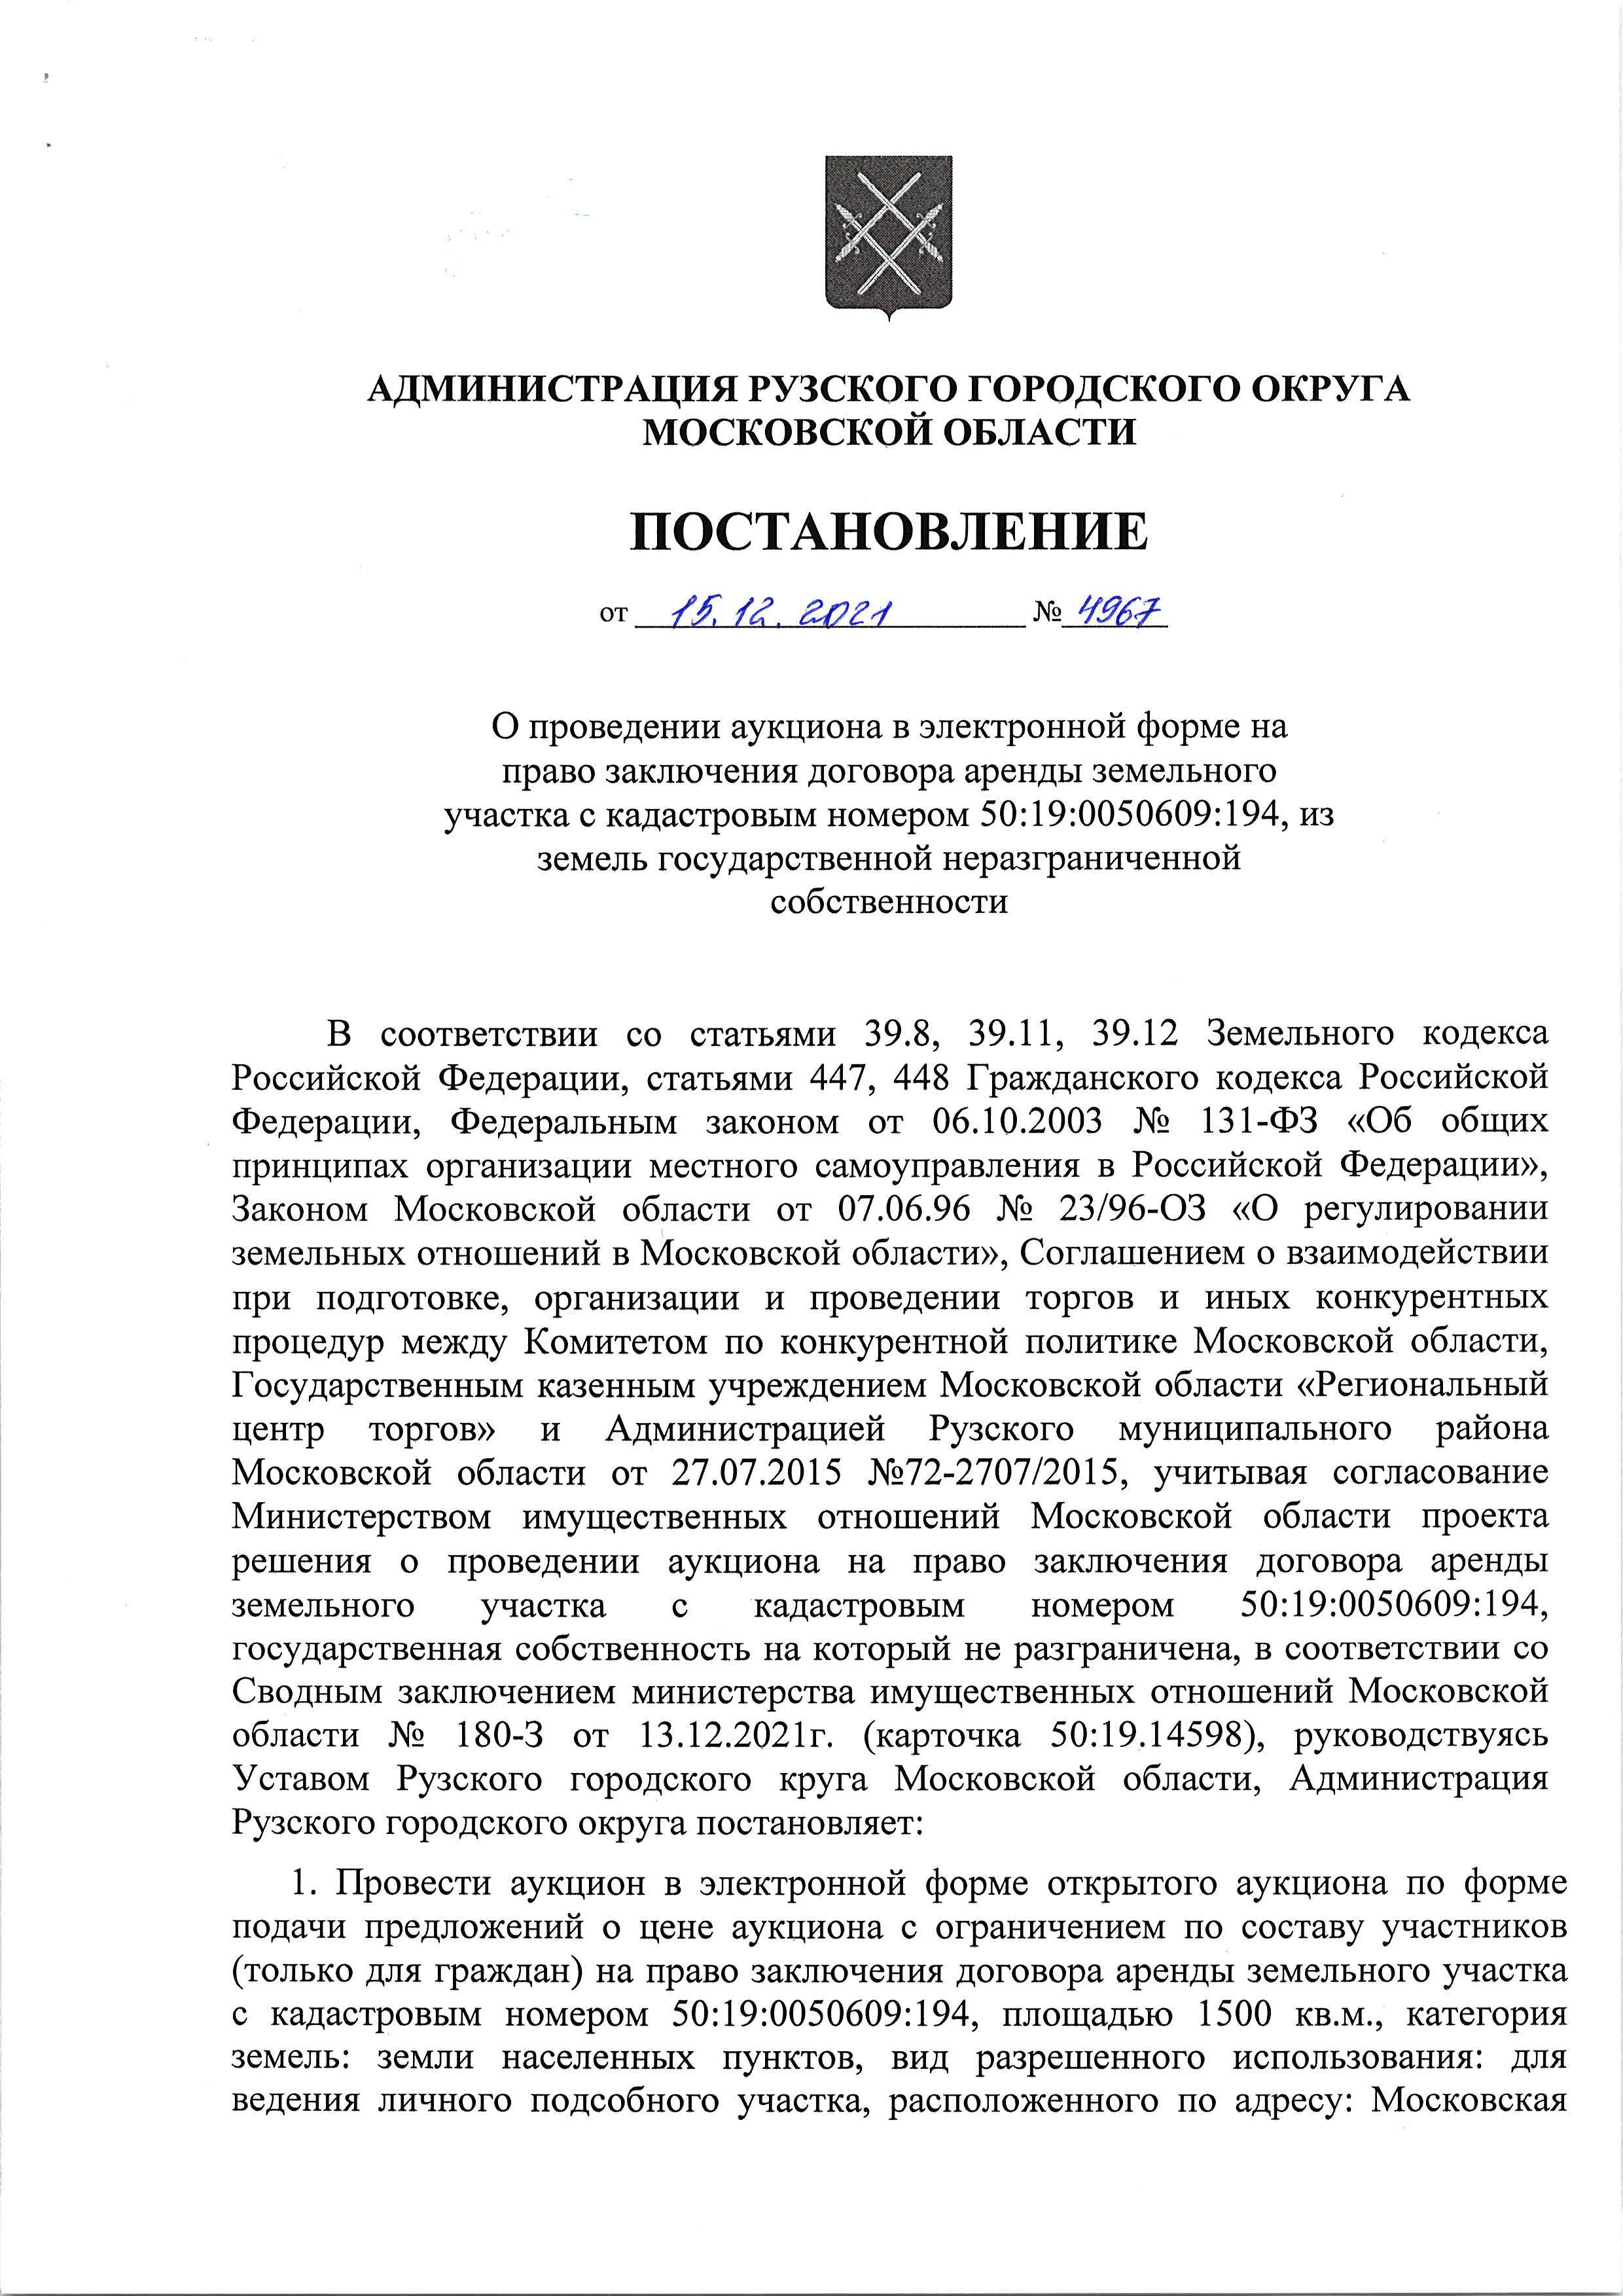 АДМИНИСТРАЦИЯ РУЗСКОГО ГОРОДСКОГО ОКРУГА
МОСКОВСКОЙ ОБЛАСТИ
ПОСТАНОВЛЕНИЕ
от 15.12.2021 № 4967
О проведении аукциона в электронной форме на
право заключения договора аренды земельного
участка с кадастровым номером 50:19:0050609:194, из
земель государственной неразграниченной
собственности
В соответствии со статьями 39.8, 39.11, 39.12 Земельного кодекса
Российской Федерации, статьями 447, 448 Гражданского кодекса Российской
Федерации, Федеральным законом от 06.10.2003 № 131-ФЗ «Об общих
принципах организации местного самоуправления в Российской Федерации»,
Законом Московской области от 07.06.96 № 23/96-ОЗ «О регулировании
земельных отношений в Московской области», Соглашением о взаимодействии
при подготовке, организации и проведении торгов и иных конкурентных
процедур между Комитетом по конкурентной политике Московской области,
Государственным казенным учреждением Московской области «Региональный
центр торгов» и Администрацией Рузского муниципального района
Московской области от 27.07.2015 №72-2707/2015, учитывая согласование
Министерством имущественных отношений Московской области проекта
решения о проведении аукциона на право заключения договора аренды
земельного участка с кадастровым номером 50:19:0050609:194,
государственная собственность на который не разграничена, в соответствии со
Сводным заключением министерства имущественных отношений Московской
области № 180-З от 13.12.2021г. (карточка 50:19.14598), руководствуясь
Уставом Рузского городского круга Московской области, Администрация
Рузского городского округа постановляет:
1. Провести аукцион в электронной форме открытого аукциона по форме
подачи предложений о цене аукциона с ограничением по составу участников
(только для граждан) на право заключения договора аренды земельного участка
с кадастровым номером 50:19:0050609:194, площадью 1500 кв.м., категория
земель: земли населенных пунктов, вид разрешенного использования: для
ведения личного подсобного участка, расположенного по адресу: Московская